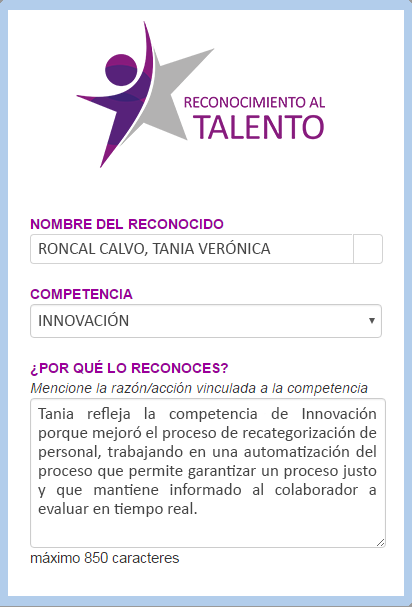 RECONOCIMIENTO AL
TALENTO
NOMBRE DEL RECONOCIDO
RONCAL CALVO, TANIA VERÓNICA
COMPETENCIA
INNOVACIÓN
¿POR QUÉ LO RECONOCES?
Mencione la razón/acción vinculada a la competencia
Tania refleja la competencia de Innovación
porque mejoró el proceso de recategorización de
personal, trabajando en una automatización del
proceso que permite garantizar un proceso justo
y que mantiene informado al colaborador a
evaluar en tiempo real.
máximo 850 caracteres